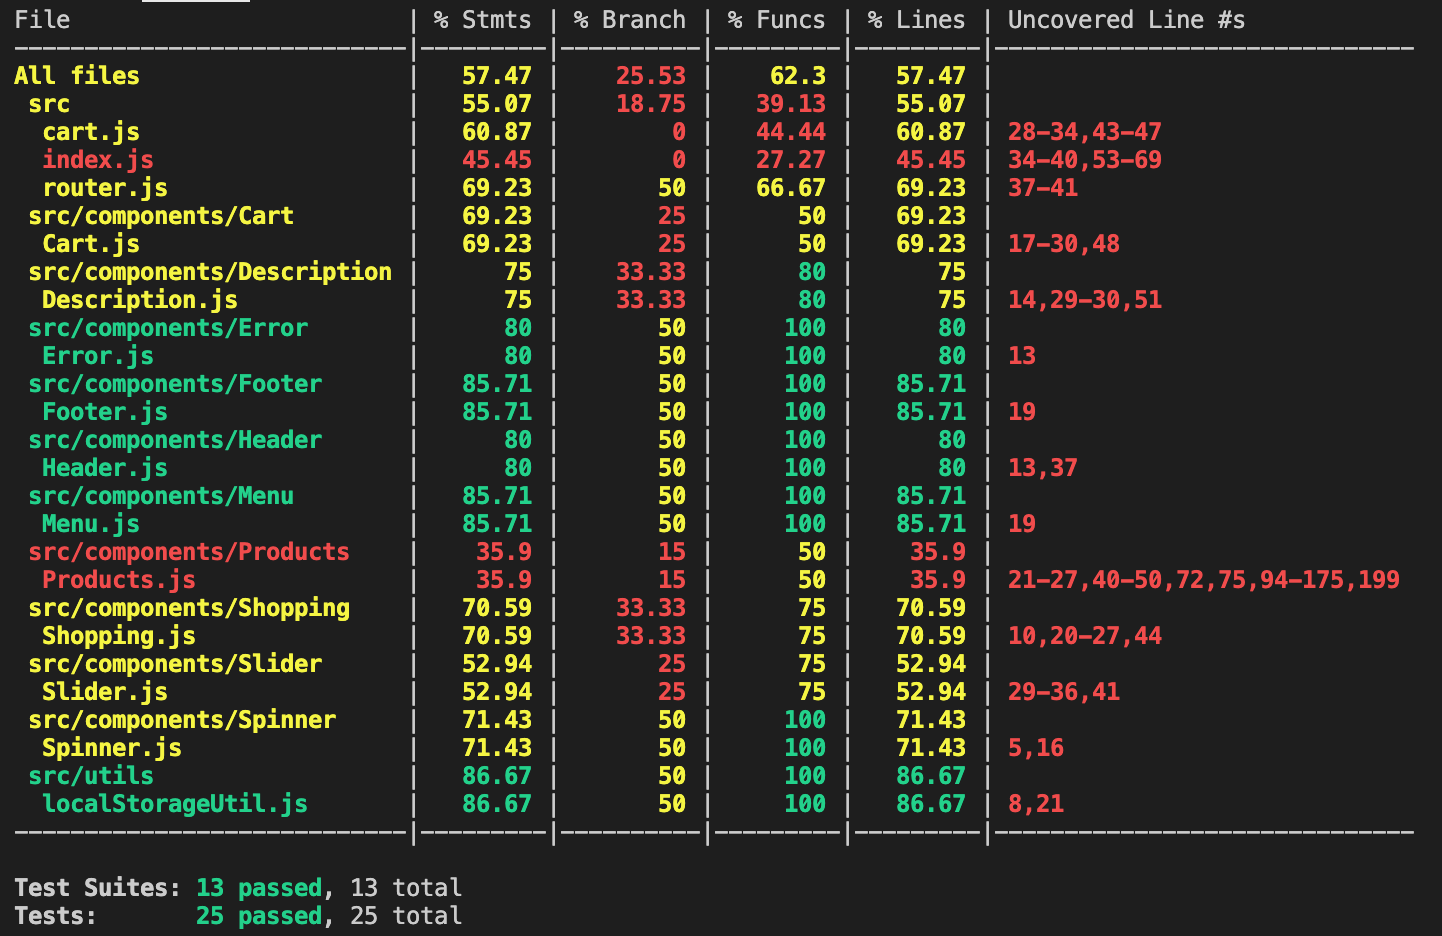 File | % Stmts | % Branch | % Funcs | % Lines | Uncovered Line #s
----------------------------|---------|----------|---------|---------|------------------------------
All files | 57.47 | 25.53 | 62.3 | 57.47 |
src | 55.07 | 18.75 | 39.13 | 55.07 |
cart.js | 60.87 | 0 | 44.44 | 60.87 | 28-34,43-47
index.js | 45.45 | 0 | 27.27 | 45.45 | 34-40,53-69
router.js | 69.23 | 50 | 66.67 | 69.23 | 37-41
src/components/Cart | 69.23 | 25 | 50 | 69.23 |
Cart.js | 69.23 | 25 | 50 | 69.23 | 17-30,48
src/components/Description | 75 | 33.33 | 80 | 75 |
Description.js | 75 | 33.33 | 80 | 75 | 14,29-30,51
src/components/Error | 80 | 50 | 100 | 80 |
Error.js | 80 | 50 | 100 | 80 | 13
src/components/Footer | 85.71 | 50 | 100 | 85.71 |
Footer.js | 85.71 | 50 | 100 | 85.71 | 19
src/components/Header | 80 | 50 | 100 | 80 |
Header.js | 80 | 50 | 100 | 80 | 13,37
src/components/Menu | 85.71 | 50 | 100 | 85.71 |
Menu.js | 85.71 | 50 | 100 | 85.71 | 19
src/components/Products | 35.9 | 15 | 50 | 35.9 |
Products.js | 35.9 | 15 | 50 | 35.9 | 21-27,40-50,72,75,94-175,199
src/components/Shopping | 70.59 | 33.33 | 75 | 70.59 |
Shopping.js | 70.59 | 33.33 | 75 | 70.59 | 10,20-27,44
src/components/Slider | 52.94 | 25 | 75 | 52.94 |
Slider.js | 52.94 | 25 | 75 | 52.94 | 29-36,41
src/components/Spinner | 71.43 | 50 | 100 | 71.43 |
Spinner.js | 71.43 | 50 | 100 | 71.43 | 5,16
src/utils | 86.67 | 50 | 100 | 86.67 |
localStorageUtil.js | 86.67 | 50 | 100 | 86.67 | 8,21
----------------------------|---------|----------|---------|---------|------------------------------
Test Suites: 13 passed, 13 total
Tests: 25 passed, 25 total